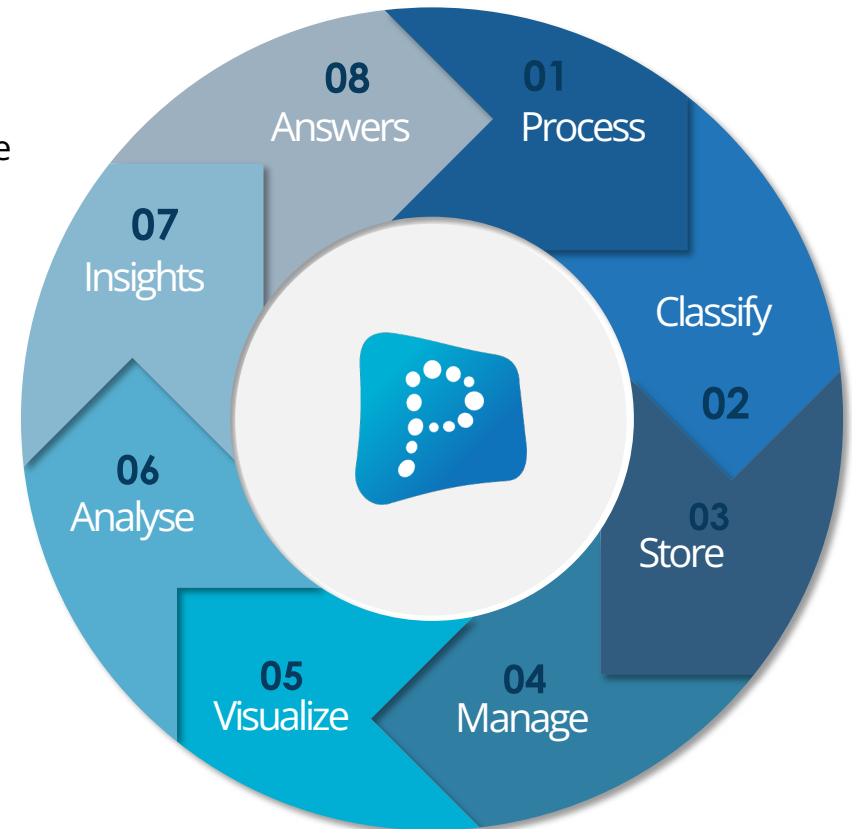 e
01
Process
Classify
02
03
Store
04
Manage
05
Visualize
06
Analyse
07
Insights
08
Answers
P